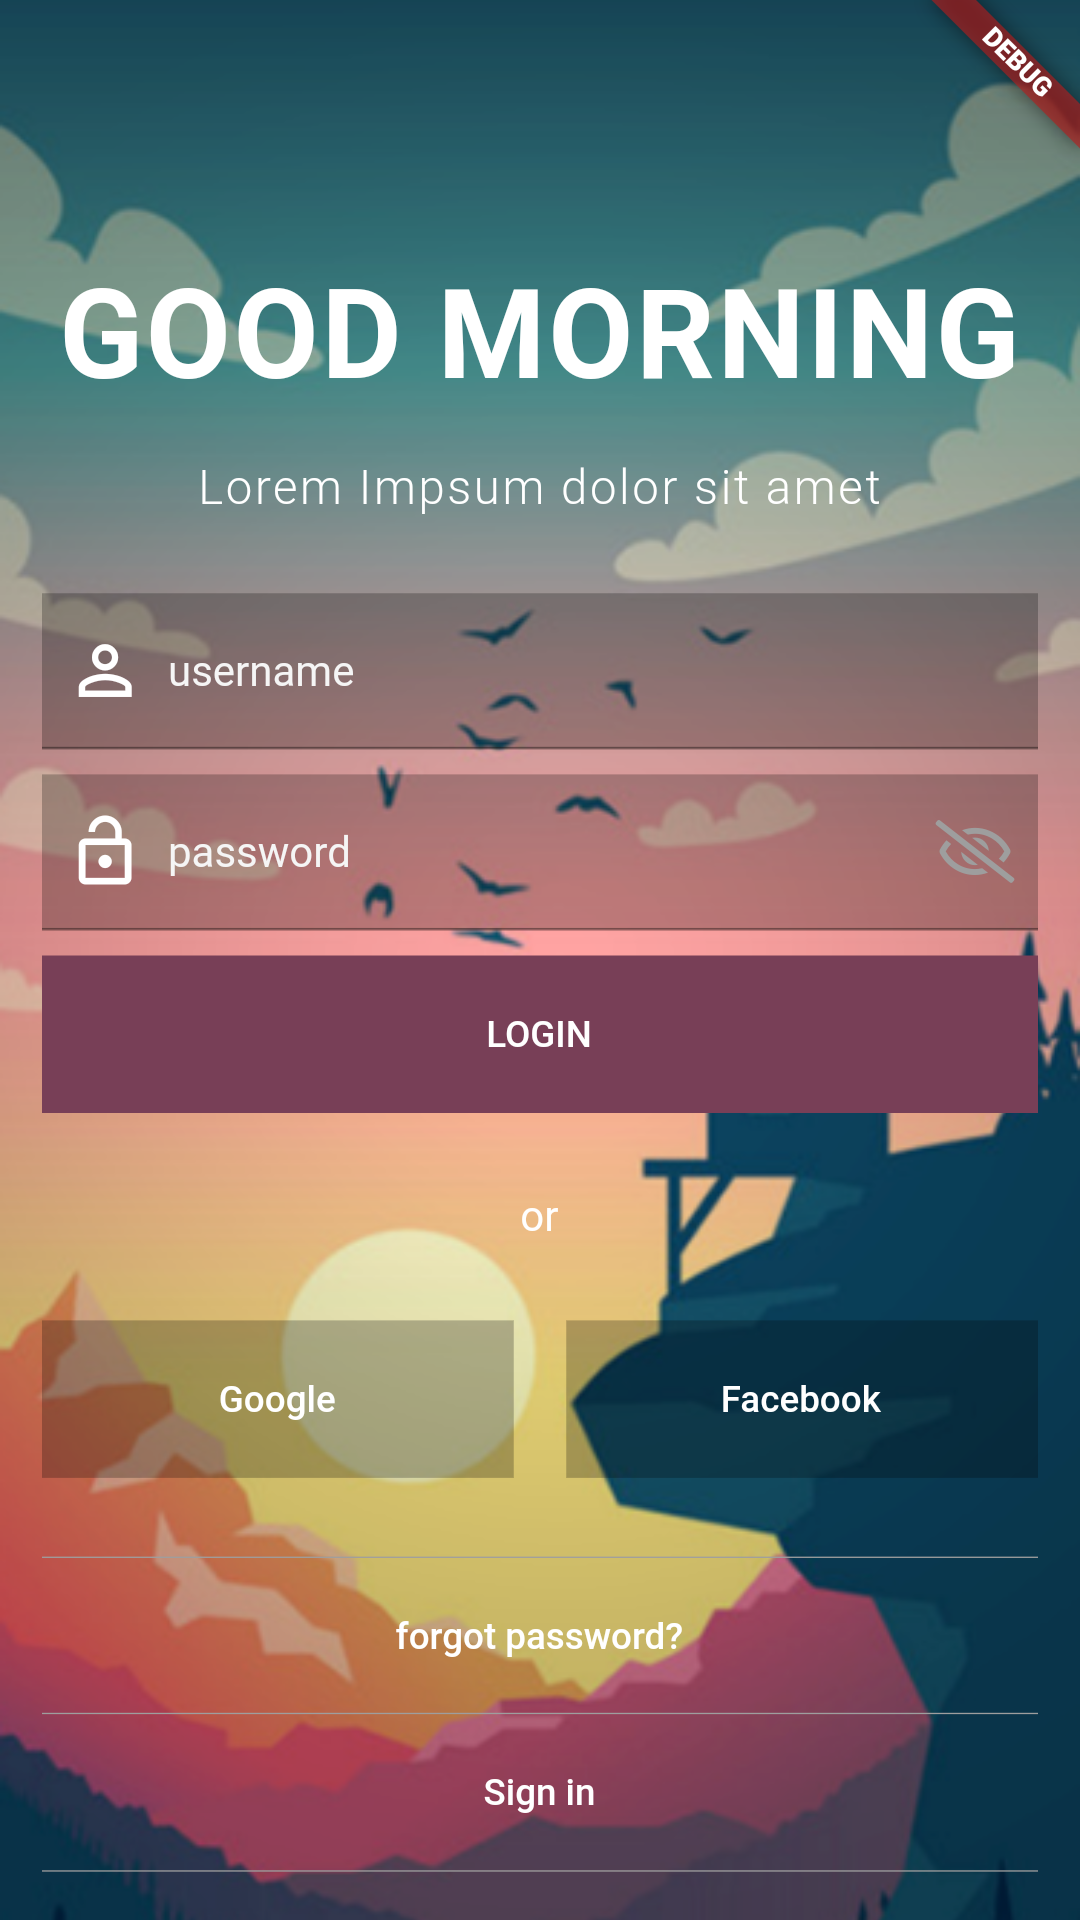 DEBUG
GOOD MORNING
Lorem Impsum dolor sit amet
username
password
LOGIN
or
Google Facebook
forgot password?
Sign in